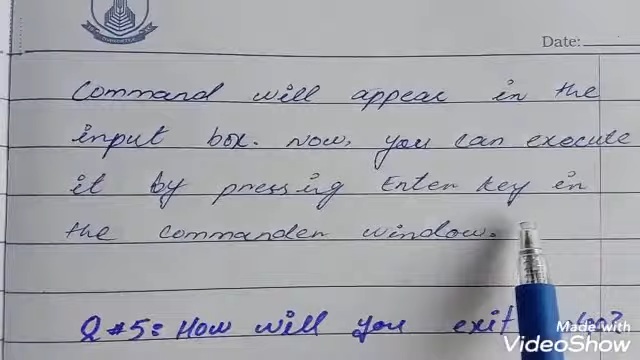 Date:
Command will appear in the
input box. Now, you can execute
it by pressing Enter key in
the commander window.
Q#5: How will you exit
Made with
VideoShow